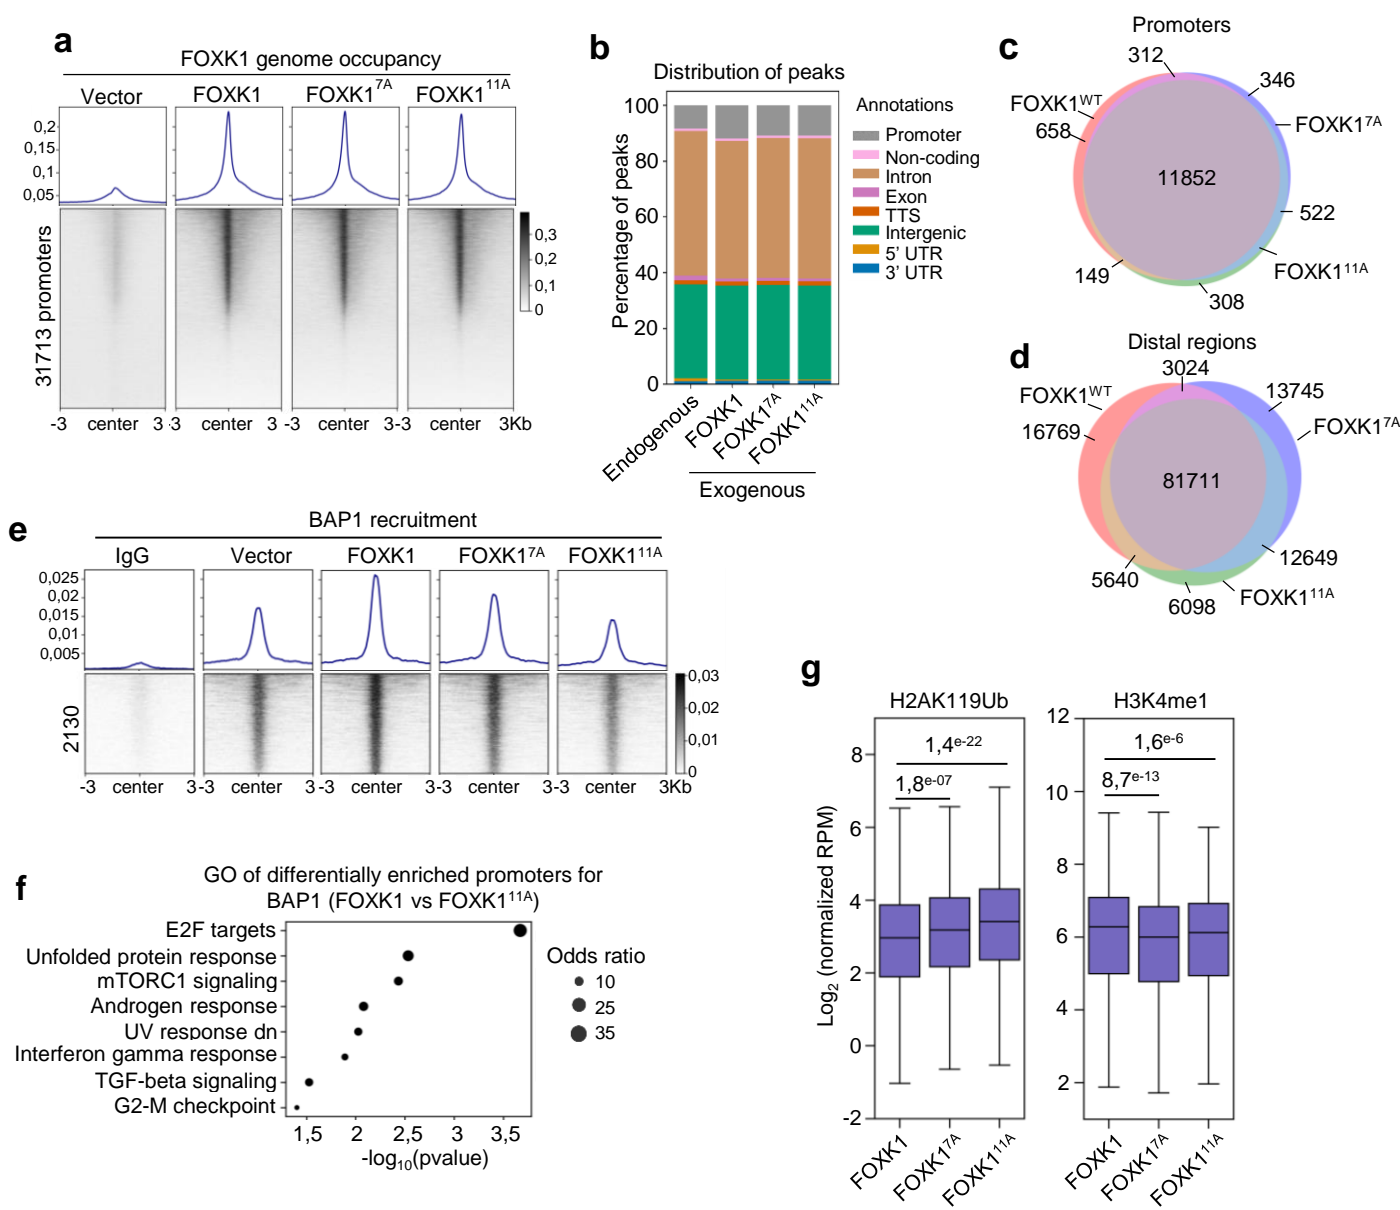 a
FOXK1 genome occupancy
Vector FOXK1 FOXK1^7A FOXK1^11A
0,2
0,15
0,1
0,05
31713 promoters
0,3
0,2
0,1
0
-3 center 3 -3 center 3 -3 center 3 -3 center 3Kb
b
Distribution of peaks
Percentage of peaks
100
80
60
40
20
0
Endogenous FOXK1 FOXK1^7A FOXK1^11A
Exogenous
Annotations
Promoter
Non-coding
Intron
Exon
TTS
Intergenic
5' UTR
3' UTR
c
Promoters
312
346
FOXK1^WT
FOXK1^7A
658
11852
522
FOXK1^11A
149
308
d
Distal regions
3024
FOXK1^WT
13745
16769
FOXK1^7A
81711
12649
5640
FOXK1^11A
6098
e
BAP1 recruitment
IgG Vector FOXK1 FOXK1^7A FOXK1^11A
0,025
0,02
0,015
0,01
0,005
2130
0,03
0,02
0,01
0
-3 center 3 -3 center 3 -3 center 3 -3 center 3 -3 center 3Kb
f
GO of differentially enriched promoters for
BAP1 (FOXK1 vs FOXK1^11A)
E2F targets
Unfolded protein response
mTORC1 signaling
Androgen response
UV response dn
Interferon gamma response
TGF-beta signaling
G2-M checkpoint
1,5 2 2,5 3 3,5
-log10(pvalue)
Odds ratio
10
25
35
g
H2AK119Ub
Log2 (normalized RPM)
8
6
4
2
0
-2
1,4^e-22
1,8^e-07
FOXK1 FOXK1^7A FOXK1^11A
H3K4me1
12
10
8
6
4
2
1,6^e-6
8,7^e-13
FOXK1 FOXK1^7A FOXK1^11A